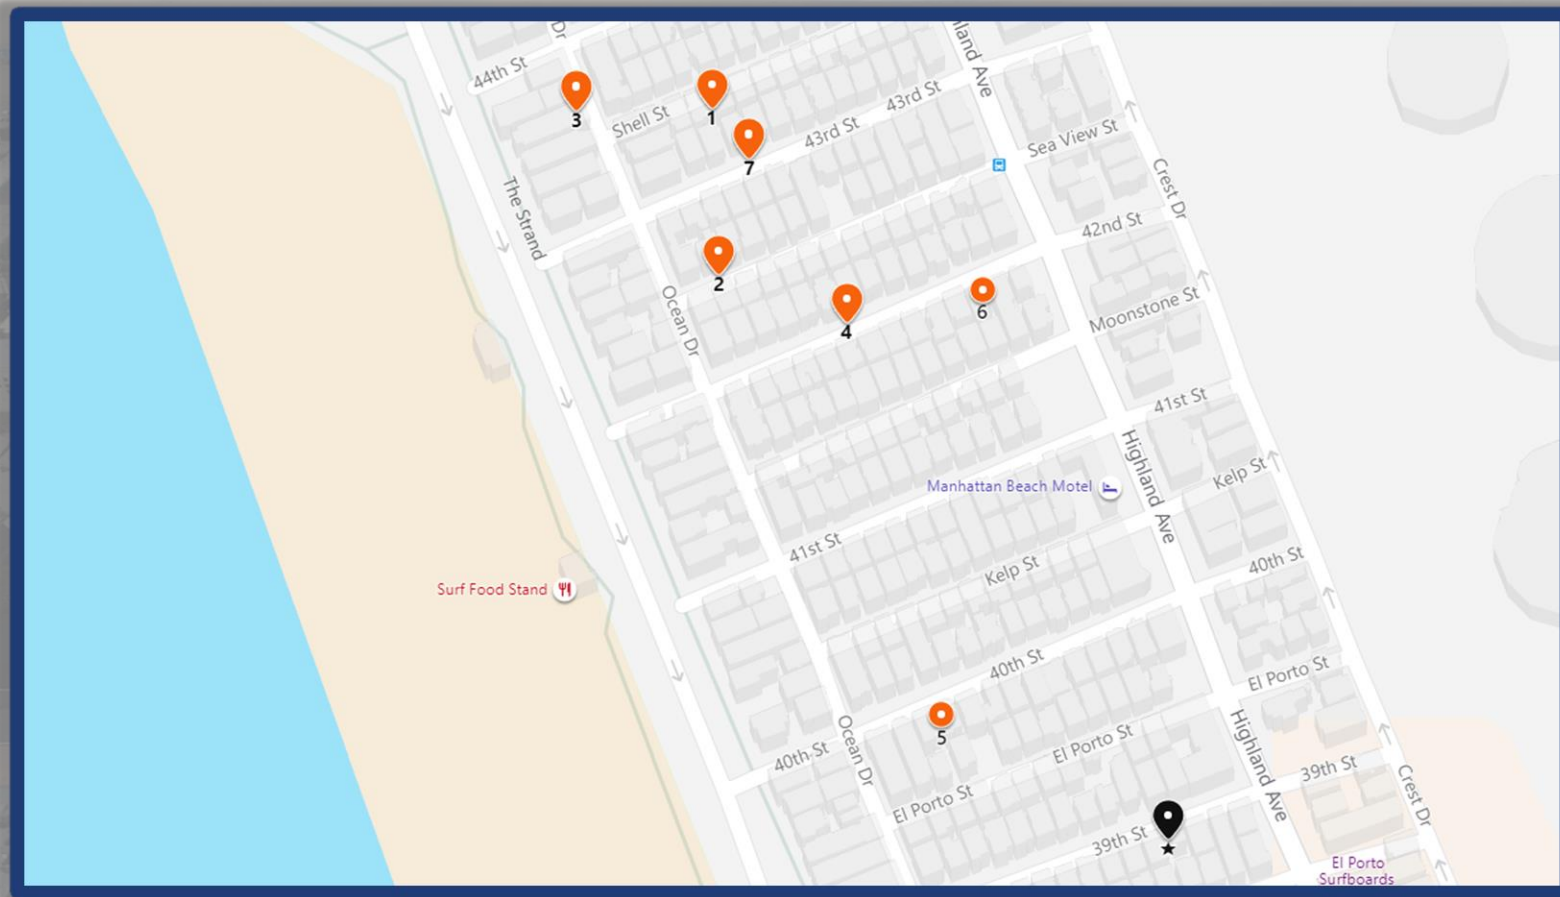 Dr
land Ave
44th St
3
1
Shell St
43rd St
43rd St
7
Sea View St
Crest Dr
The Strand
42nd St
2
Ocean Dr
4
6
Moonstone St
41st St
Highland Ave
Manhattan Beach Motel
Kelp St
41st St
Kelp St
40th St
Surf Food Stand
40th St
El Porto St
5
40th St
Ocean Dr
El Porto St
Highland Ave
El Porto St
39th St
Crest Dr
39th St
El Porto
Surfboards